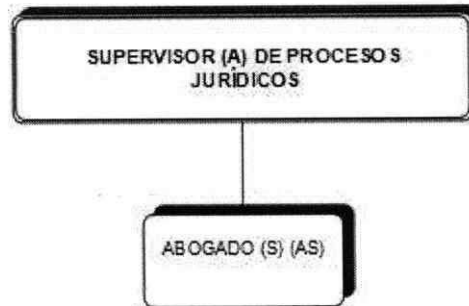 SUPERVISOR (A) DE PROCESOS
JURÍDICOS
ABOGADO (S) (AS)